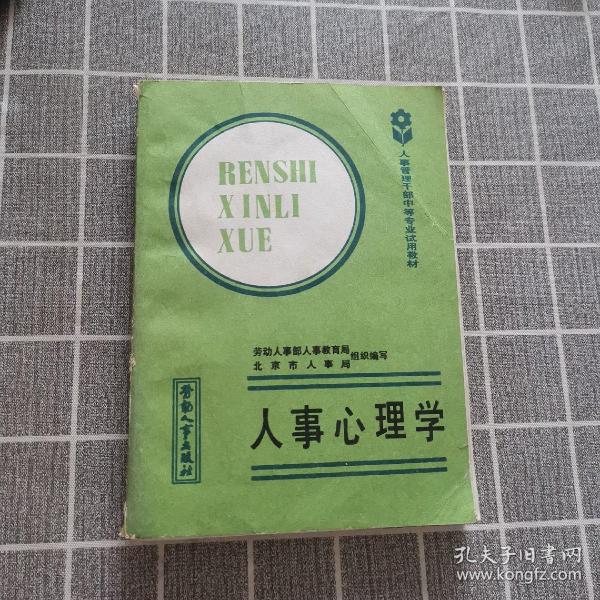 RENSHI
XINLI
XUE
人事管理干部中等专业试用教材
劳动人事部人事教育局
北京市人事局
组织编写
人事心理学
劳动人事出版社
孔夫子旧书网
www.kongfz.com